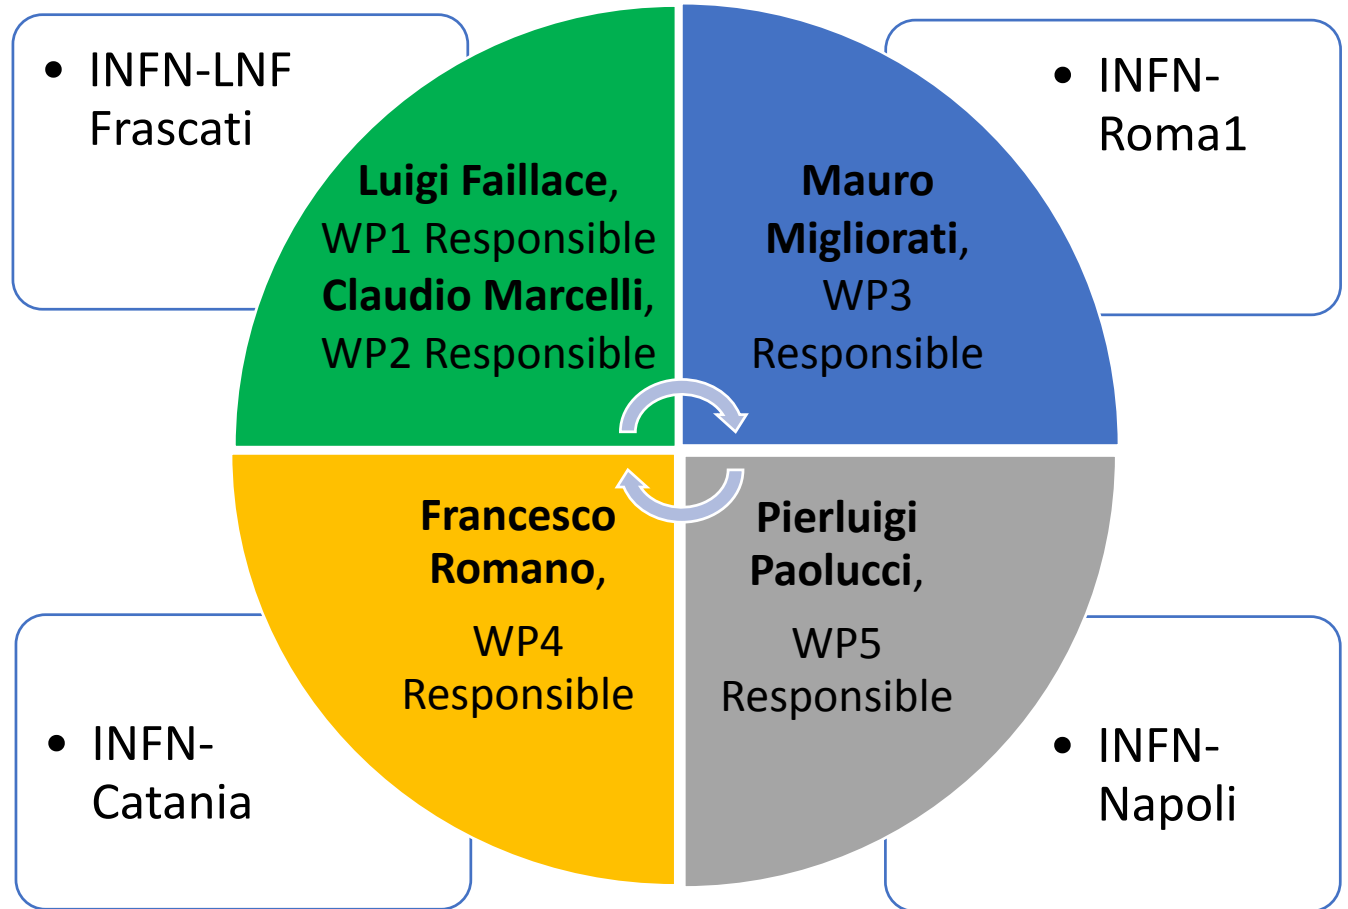 • INFN-LNF
Frascati
Luigi Faillace,
WP1 Responsible
Claudio Marcelli,
WP2 Responsible
Mauro
Migliorati,
WP3
Responsible
• INFN-
Roma1
• INFN-
Catania
Francesco
Romano,
WP4
Responsible
Pierluigi
Paolucci,
WP5
Responsible
• INFN-
Napoli